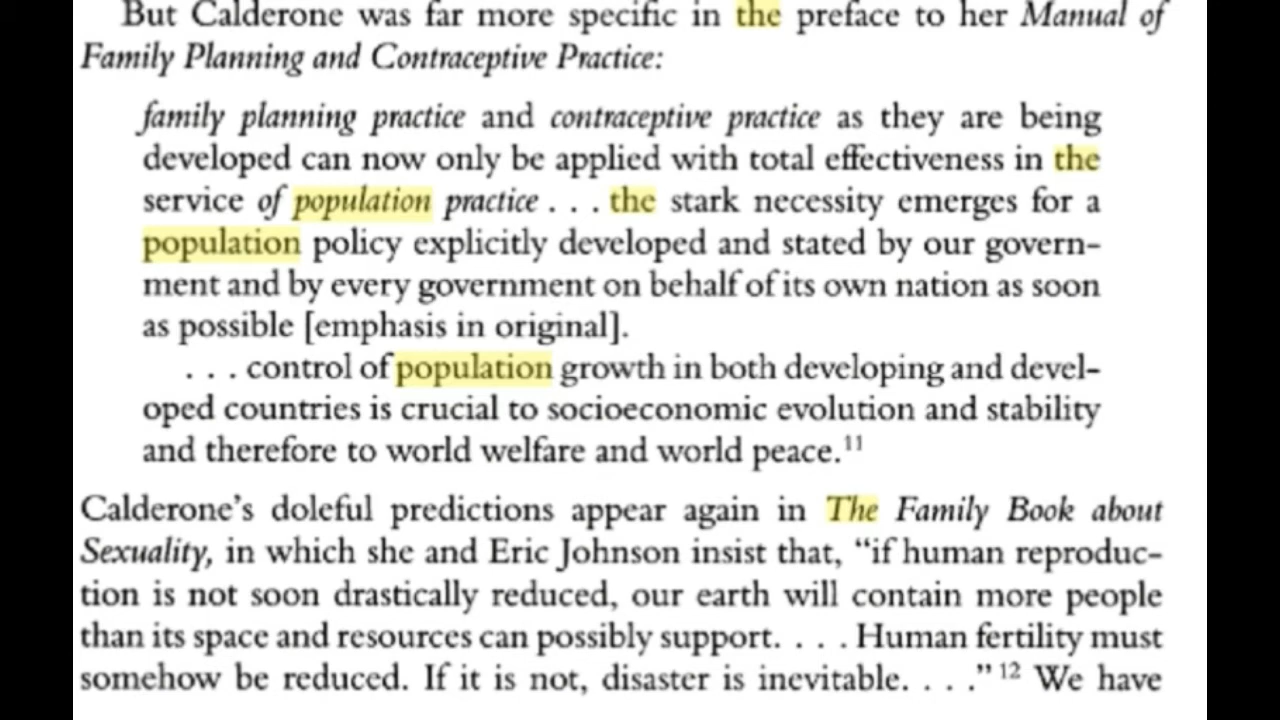 But Calderone was far more specific in the preface to her Manual of
Family Planning and Contraceptive Practice:
family planning practice and contraceptive practice as they are being
developed can now only be applied with total effectiveness in the
service of population practice . . . the stark necessity emerges for a
population policy explicitly developed and stated by our govern-
ment and by every government on behalf of its own nation as soon
as possible [emphasis in original].
. . . control of population growth in both developing and devel-
oped countries is crucial to socioeconomic evolution and stability
and therefore to world welfare and world peace.11
Calderone's doleful predictions appear again in The Family Book about
Sexuality, in which she and Eric Johnson insist that, “if human reproduc-
tion is not soon drastically reduced, our earth will contain more people
than its space and resources can possibly support. . . . Human fertility must
somehow be reduced. If it is not, disaster is inevitable. . . .” 12 We have